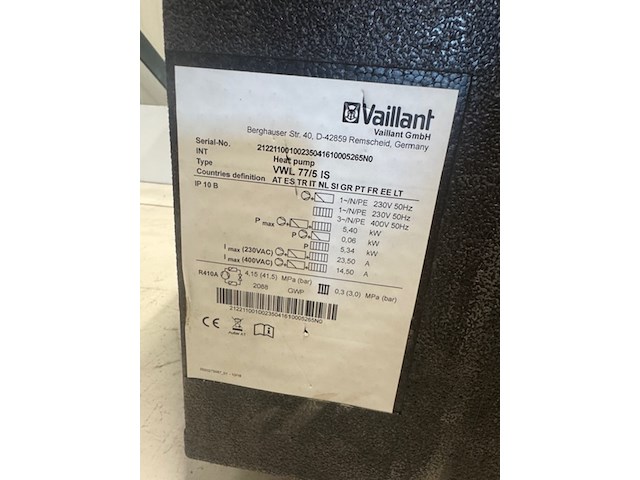 Vaillant
Vaillant GmbH
Berghauser Str. 40, D-42859 Remscheid, Germany
Serial-No. 21221100100235041610005265N0
INT Heat pump
Type VWL 77/5 IS
Countries definition AT ES TR IT NL SI GR PT FR EE LT
IP 10 B
1~/N/PE 230V 50Hz
1~/N/PE 230V 50Hz
3~/N/PE 400V 50Hz
P max 5,40 kW
P 0,06 kW
P 5,34 kW
I max (230VAC) 23,50 A
I max (400VAC) 14,50 A
R410A 4,15 (41,5) MPa (bar) 0,3 (3,0) MPa (bar)
2088 GWP
21221100100235041610005265N0
CE